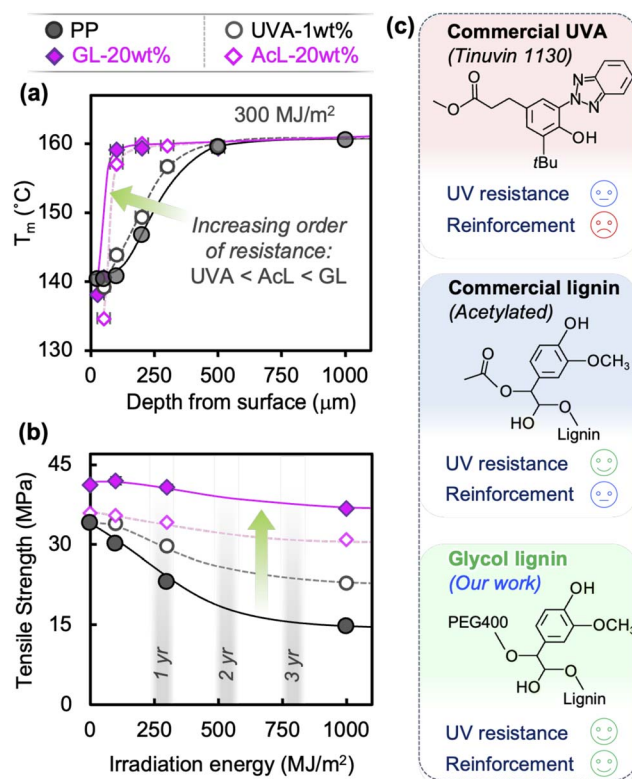 PP
UVA-1wt%
GL-20wt%
AcL-20wt%
(a)
300 MJ/m²
160
150
140
130
Tm (˚C)
Increasing order
of resistance:
UVA < AcL < GL
0 250 500 750 1000
Depth from surface (μm)
(b)
45
30
15
0
Tensile Strength (MPa)
1 yr
2 yr
3 yr
0 250 500 750 1000
Irradiation energy (MJ/m²)
(c)
Commercial UVA
(Tinuvin 1130)
O
O
N
N
N
OH
tBu
UV resistance
Reinforcement
Commercial lignin
(Acetylated)
OH
OCH₃
O
O
HO
O
Lignin
UV resistance
Reinforcement
Glycol lignin
(Our work)
OH
PEG400
OCH₃
O
O
HO
Lignin
UV resistance
Reinforcement